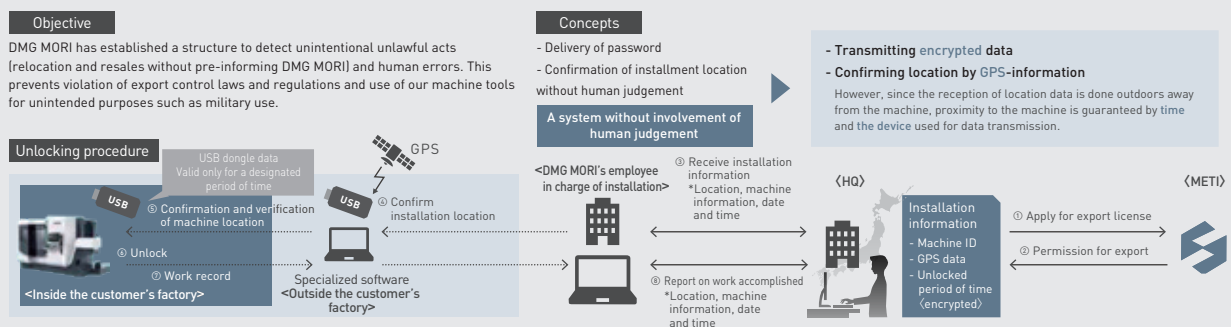 Objective
DMG MORI has established a structure to detect unintentional unlawful acts
(relocation and resales without pre-informing DMG MORI) and human errors. This
prevents violation of export control laws and regulations and use of our machine tools
for unintended purposes such as military use.
Concepts
- Delivery of password
- Confirmation of installment location
without human judgement
A system without involvement of
human judgement
- Transmitting encrypted data
- Confirming location by GPS-information
However, since the reception of location data is done outdoors away
from the machine, proximity to the machine is guaranteed by time
and the device used for data transmission.
Unlocking procedure
USB dongle data
Valid only for a designated
period of time
USB
⑤ Confirmation and verification
of machine location
⑥ Unlock
⑦ Work record
<Inside the customer's factory>
GPS
USB
④ Confirm
installation location
Specialized software
<Outside the customer's
factory>
<DMG MORI's employee
in charge of installation>
③ Receive installation
information
*Location, machine
information, date
and time
⑧ Report on work accomplished
*Location, machine
information, date
and time
〈HQ〉
Installation
information
- Machine ID
- GPS data
- Unlocked
period of time
〈encrypted〉
① Apply for export license
② Permission for export
〈METI〉